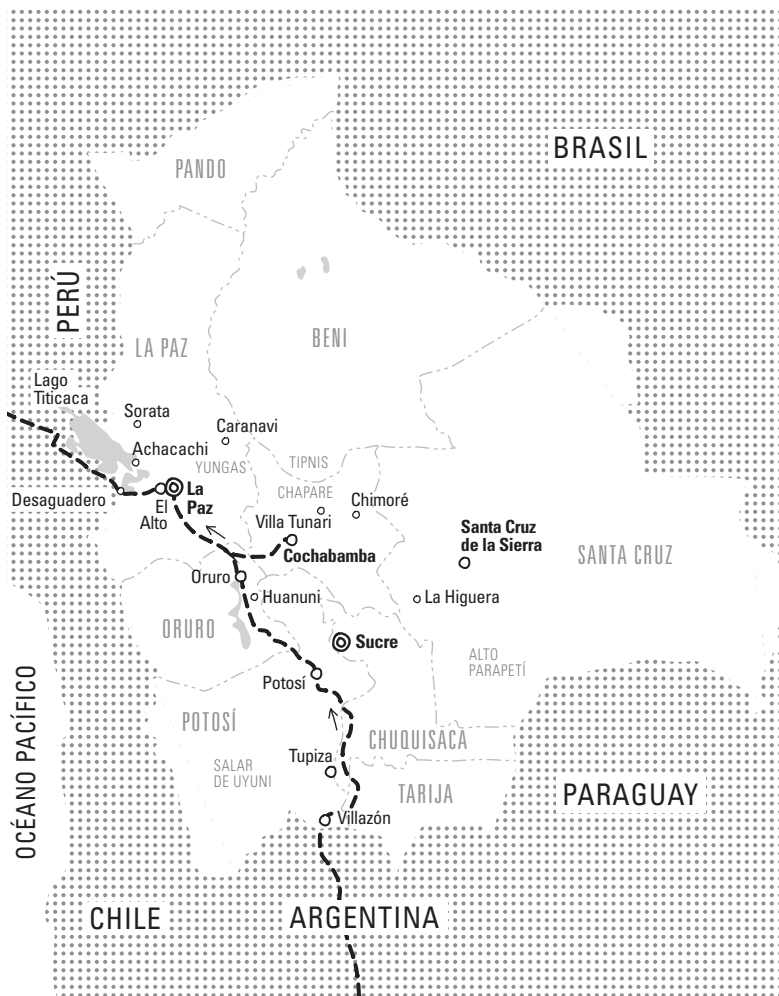 BRASIL
PANDO
PERÚ
LA PAZ
BENI
Lago
Titicaca
Sorata
Caranavi
Achacachi
YUNGAS
TIPNIS
CHAPARE
Chimoré
Desaguadero
La
Paz
El
Alto
Villa Tunari
Cochabamba
Santa Cruz
de la Sierra
SANTA CRUZ
Oruro
Huanuni
La Higuera
ORURO
Sucre
ALTO
PARAPETÍ
Potosí
OCÉANO PACÍFICO
POTOSÍ
CHUQUISACA
SALAR
DE UYUNI
Tupiza
TARIJA
PARAGUAY
Villazón
CHILE
ARGENTINA